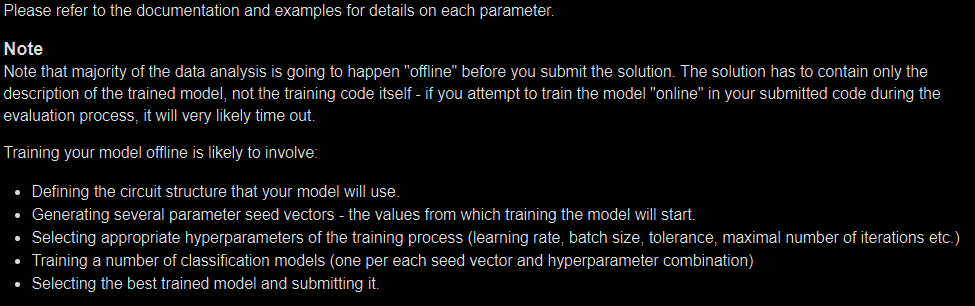 Please refer to the documentation and examples for details on each parameter.
Note
Note that majority of the data analysis is going to happen "offline" before you submit the solution. The solution has to contain only the
description of the trained model, not the training code itself - if you attempt to train the model "online" in your submitted code during the
evaluation process, it will very likely time out.
Training your model offline is likely to involve:
• Defining the circuit structure that your model will use.
• Generating several parameter seed vectors - the values from which training the model will start.
• Selecting appropriate hyperparameters of the training process (learning rate, batch size, tolerance, maximal number of iterations etc.)
• Training a number of classification models (one per each seed vector and hyperparameter combination)
• Selecting the best trained model and submitting it.